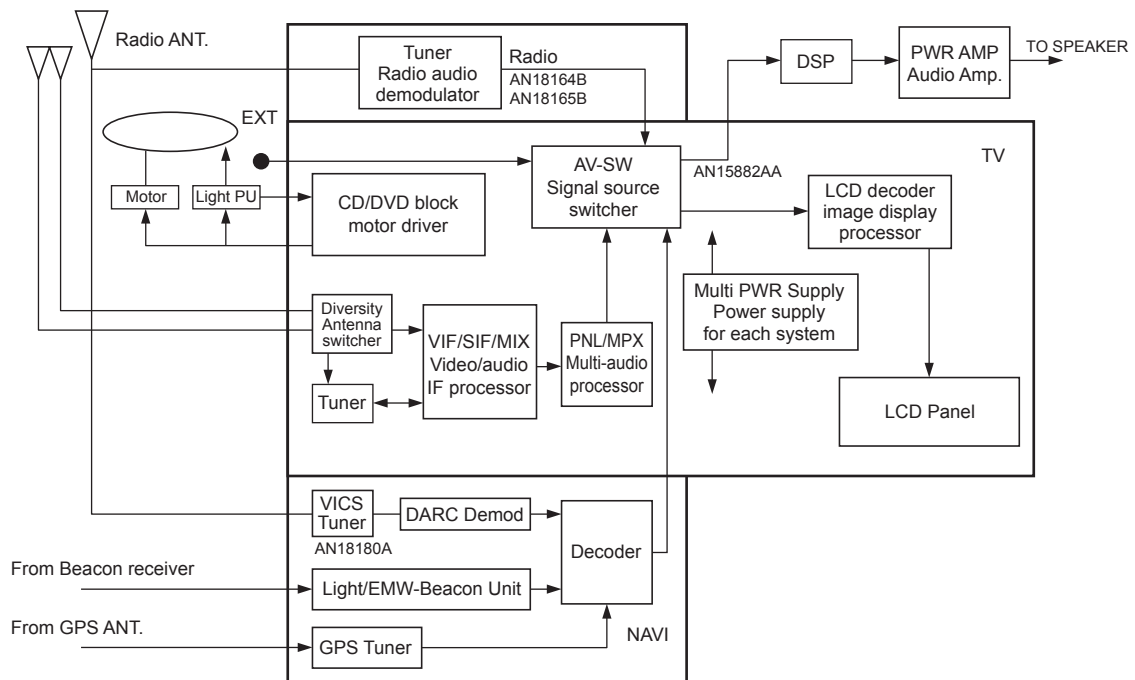 Radio ANT.
Tuner
Radio audio
demodulator
Radio
AN18164B
AN18165B
DSP
PWR AMP
Audio Amp.
TO SPEAKER
EXT
TV
Motor
Light PU
CD/DVD block
motor driver
AV-SW
Signal source
switcher
AN15882AA
LCD decoder
image display
processor
Diversity
Antenna
switcher
VIF/SIF/MIX
Video/audio
IF processor
PNL/MPX
Multi-audio
processor
Multi PWR Supply
Power supply
for each system
Tuner
LCD Panel
VICS
Tuner
AN18180A
DARC Demod
Decoder
From Beacon receiver
Light/EMW-Beacon Unit
From GPS ANT.
GPS Tuner
NAVI